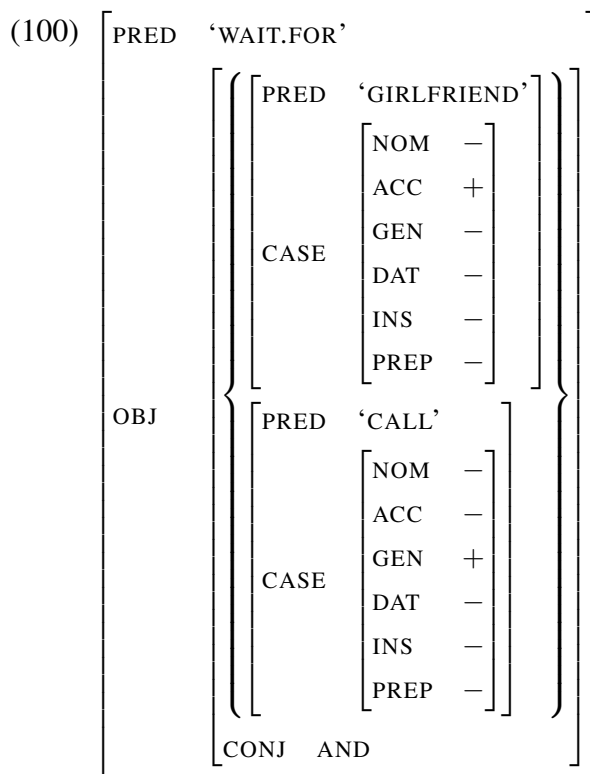 (100) PRED ‘WAIT.FOR’
PRED ‘GIRLFRIEND’
NOM −
ACC +
GEN −
CASE
DAT −
INS −
PREP −
OBJ
PRED ‘CALL’
NOM −
ACC −
GEN +
CASE
DAT −
INS −
PREP −
CONJ AND